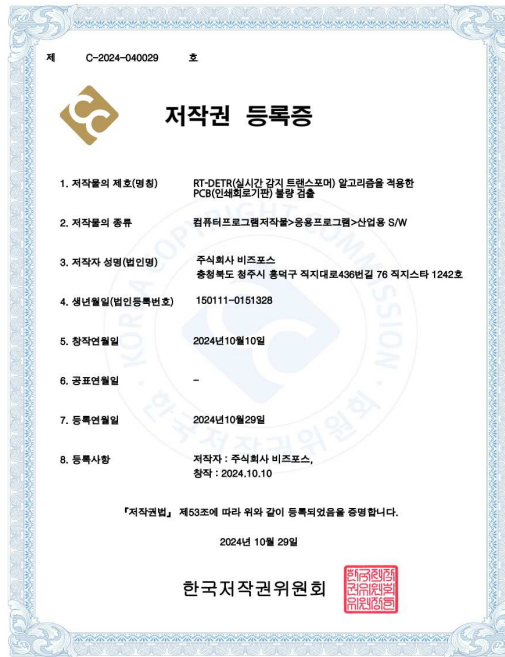 제 C-2024-040029 호
저작권 등록증
1. 저작물의 제호(명칭) RT-DETR(실시간 감지 트랜스포머) 알고리즘을 적용한
PCB(인쇄회로기판) 불량 검출
2. 저작물의 종류 컴퓨터프로그램저작물>응용프로그램>산업용 S/W
3. 저작자 성명(법인명) 주식회사 비즈포스
충청북도 청주시 흥덕구 직지대로436번길 76 직지스타 1242호
4. 생년월일(법인등록번호) 150111-0151328
5. 창작연월일 2024년10월10일
6. 공표연월일 –
7. 등록연월일 2024년10월29일
8. 등록사항 저작자 : 주식회사 비즈포스,
창작 : 2024.10.10
『저작권법』 제53조에 따라 위와 같이 등록되었음을 증명합니다.
2024년 10월 29일
한국저작권위원회
KOREA COPYRIGHT COMMISSION
한국저작권위원회